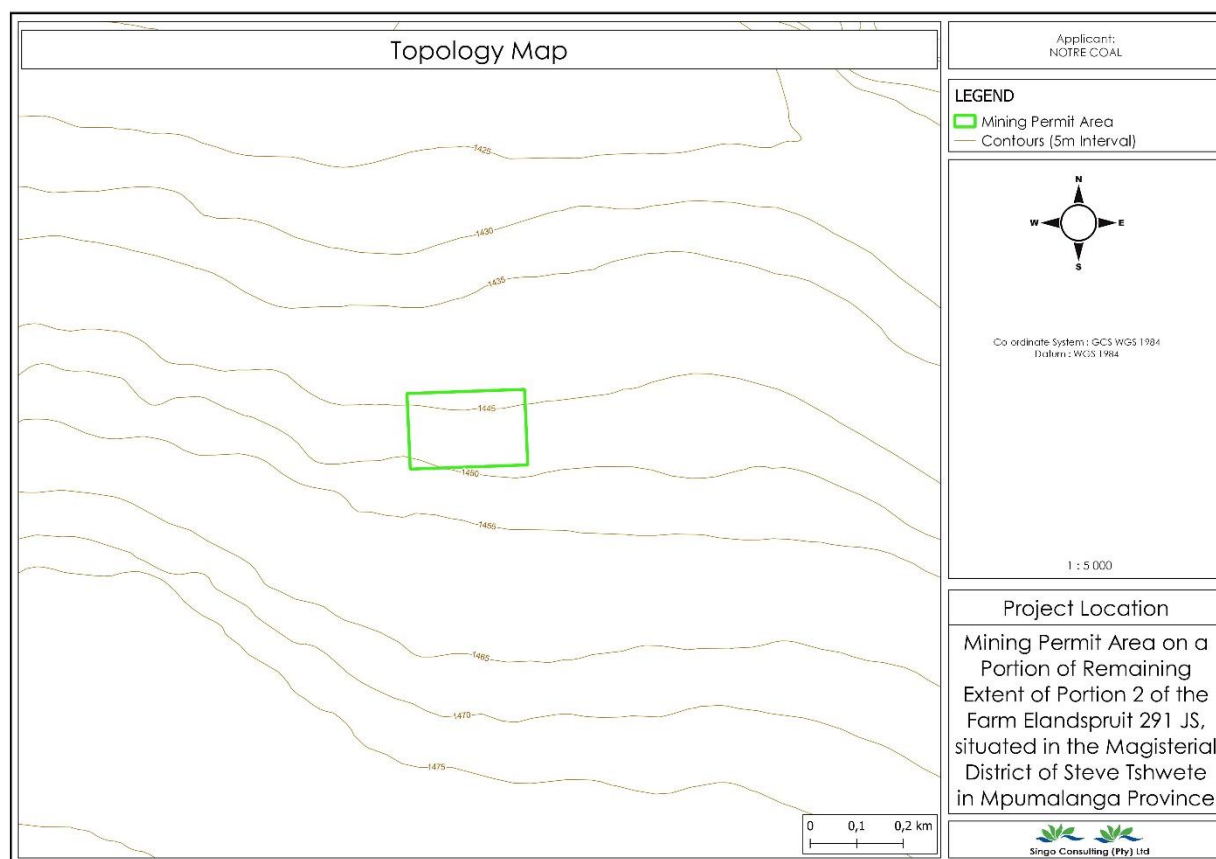 Topology Map
1425
1430
1435
1445
1450
1455
1465
1470
1475
0 0,1 0,2 km
Applicant:
NOTRE COAL
LEGEND
Mining Permit Area
Contours (5m Interval)
N
W E
S
Co ordinate System : GCS WGS 1984
Datum : WGS 1984
1 : 5 000
Project Location
Mining Permit Area on a
Portion of Remaining
Extent of Portion 2 of the
Farm Elandspruit 291 JS,
situated in the Magisterial
District of Steve Tshwete
in Mpumalanga Province
Singo Consulting (Pty) Ltd